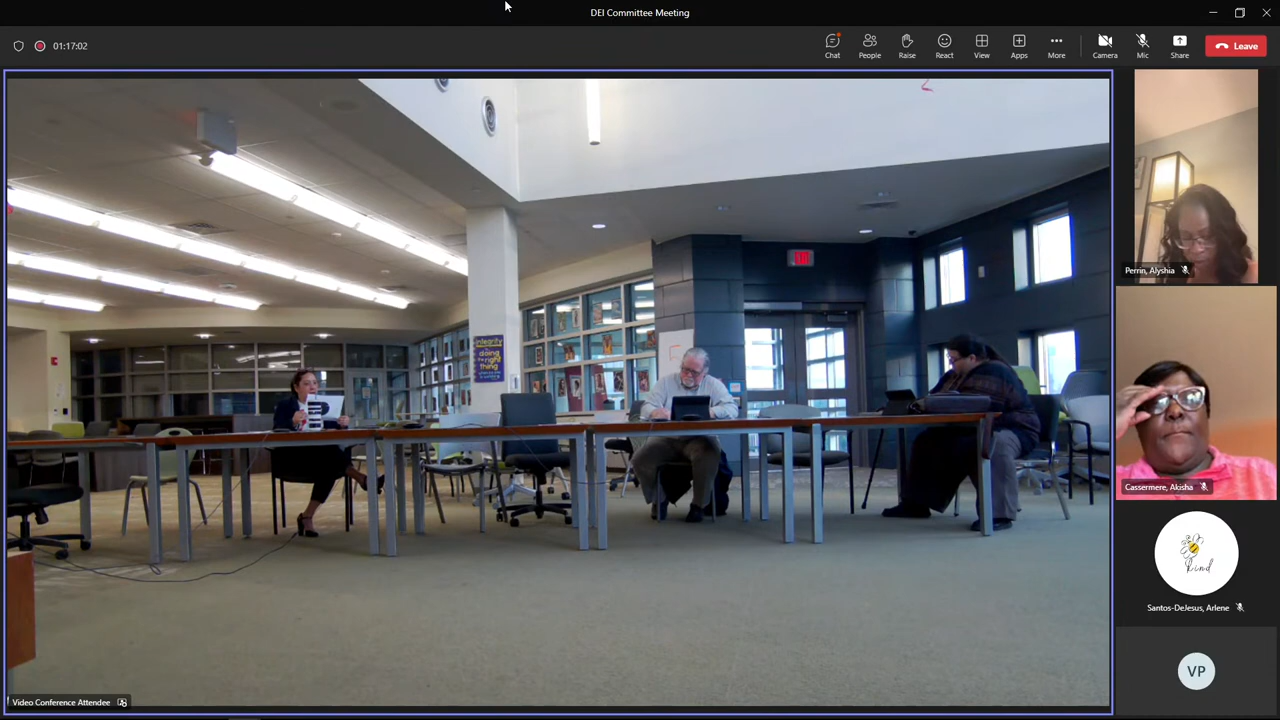 DEI Committee Meeting
01:17:02
Chat
People
Raise
React
View
Apps
More
Camera
Mic
Share
Leave
Perrin, Alyshia
integrity
doing
the right
thing
Cassermere, Akisha
kind
Santos-DeJesus, Arlene
VP
Video Conference Attendee